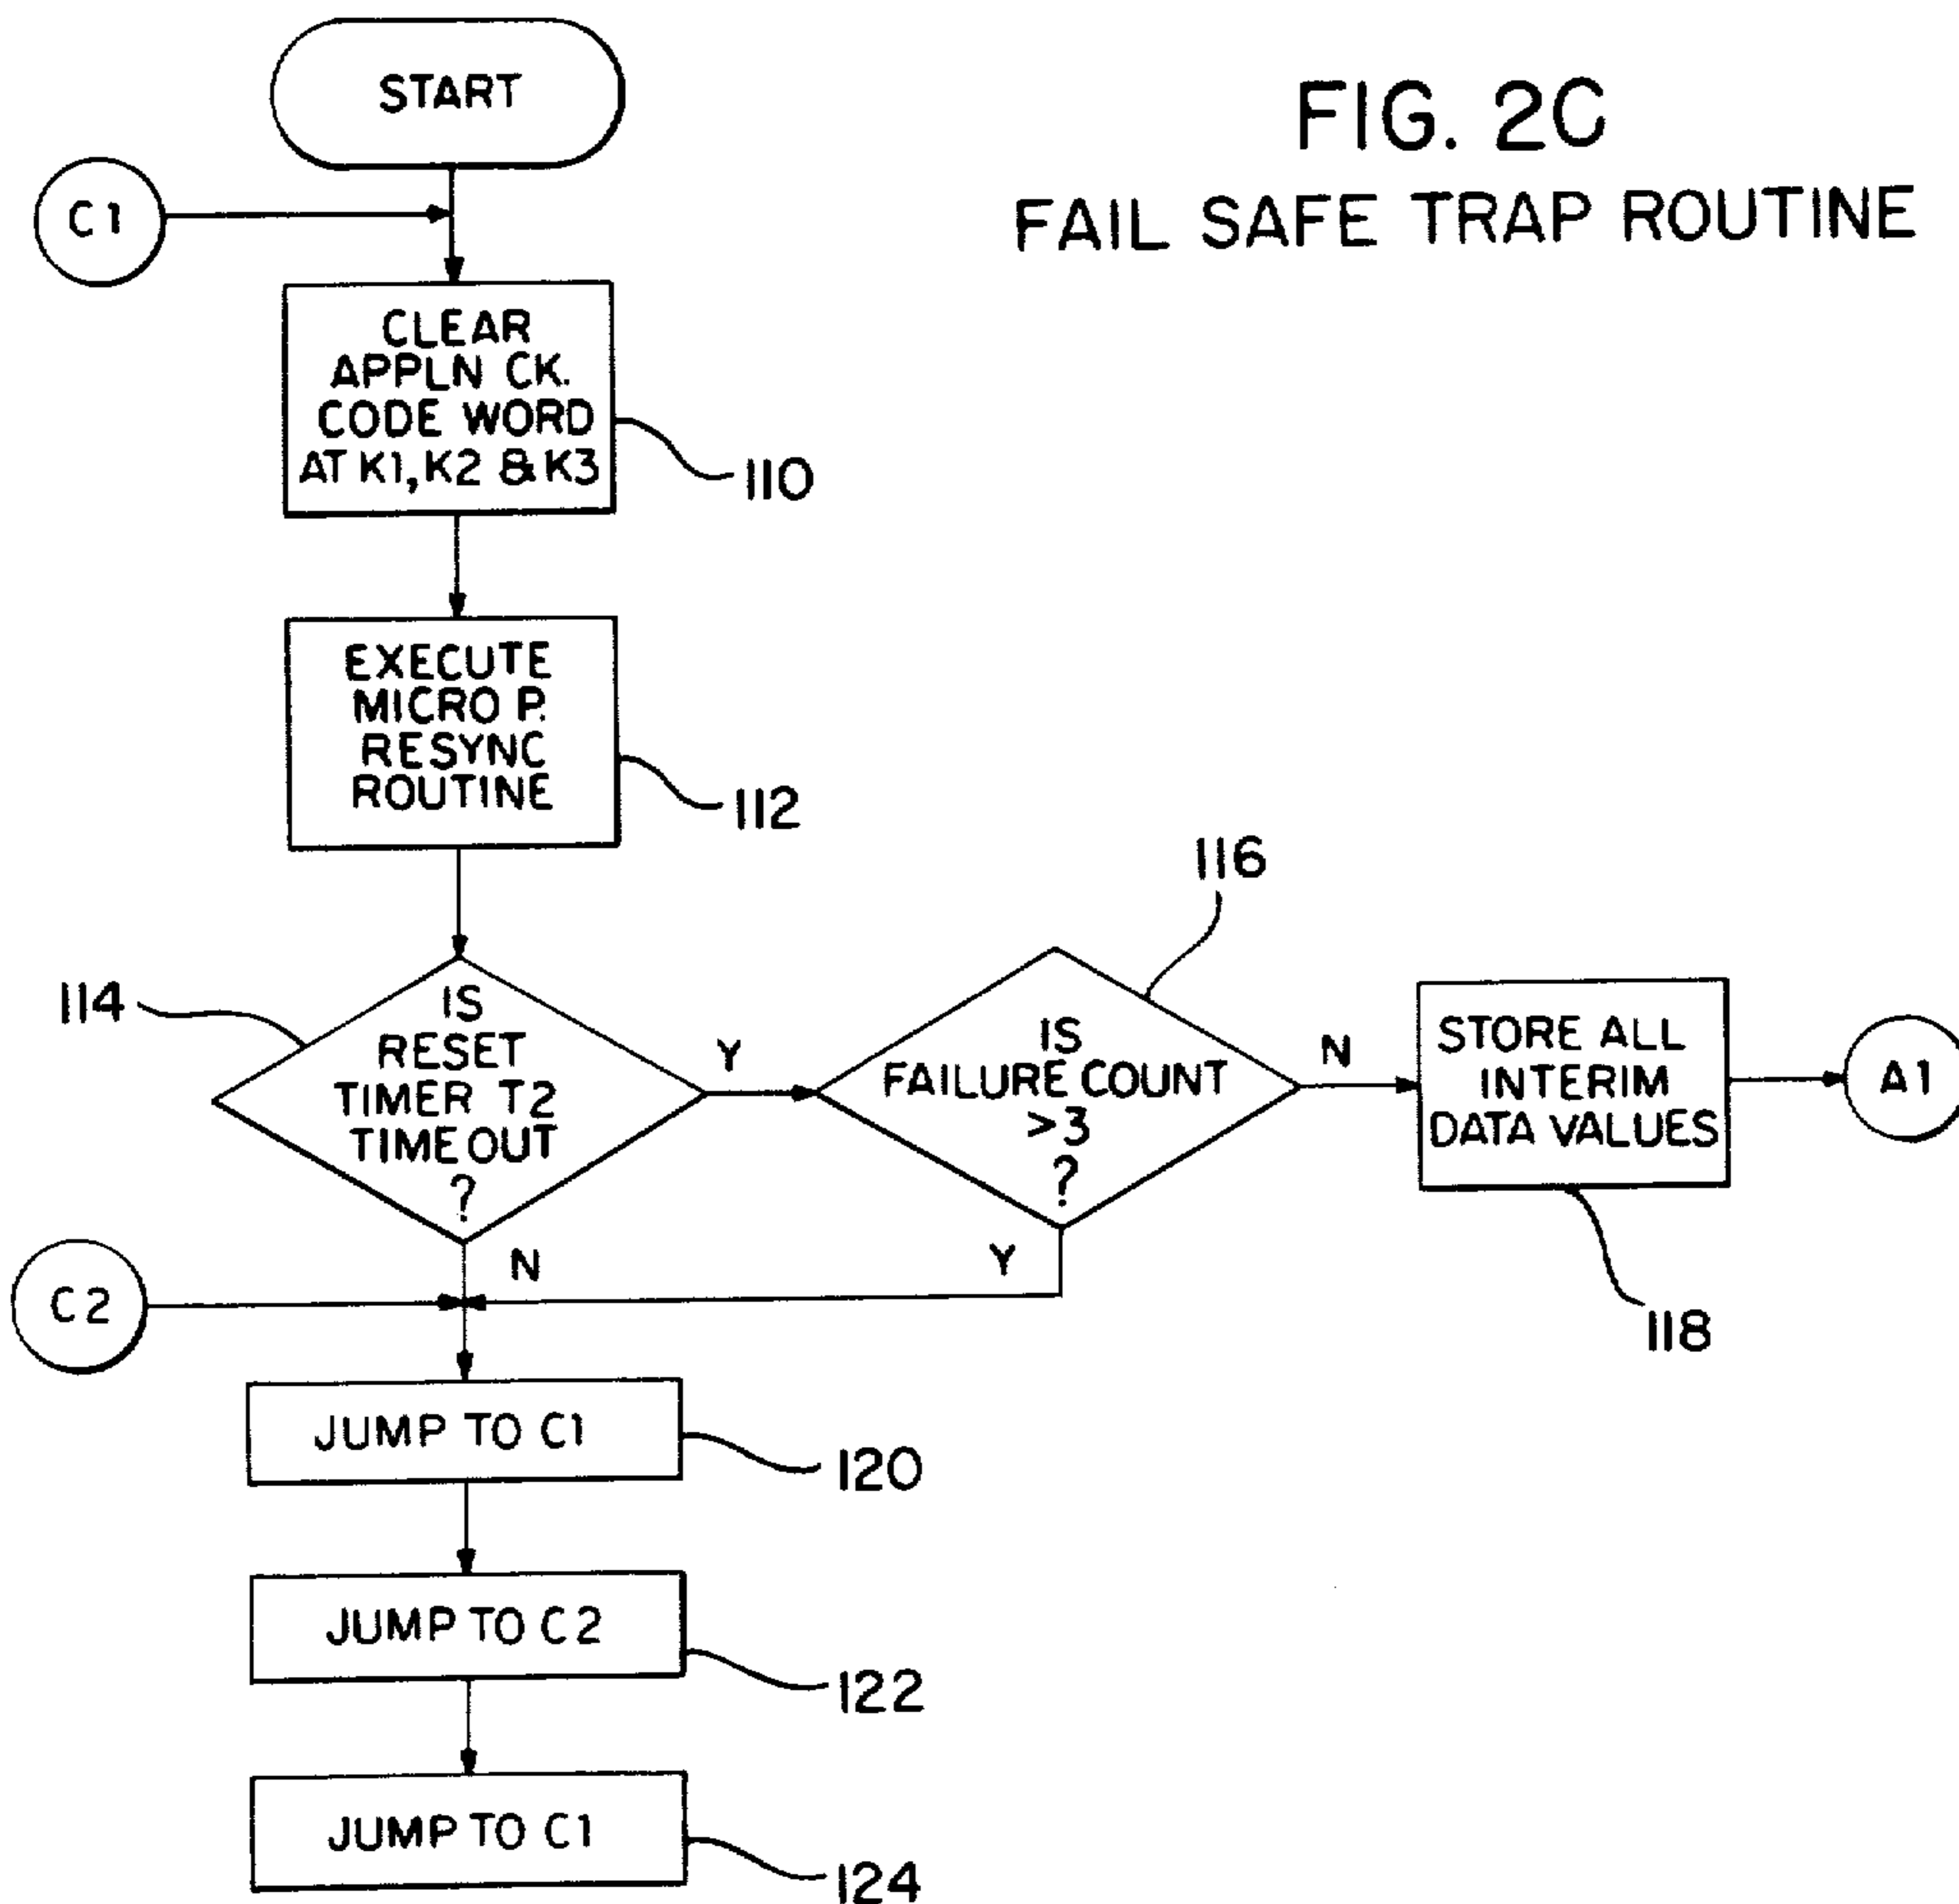 START
FIG. 2C
FAIL SAFE TRAP ROUTINE
C1
CLEAR
APPLN CK.
CODE WORD
AT K1, K2 & K3
110
EXECUTE
MICRO P.
RESYNC
ROUTINE
112
114
IS
RESET
TIMER T2
TIME OUT
?
Y
N
116
IS
FAILURE COUNT
>3
?
N
Y
STORE ALL
INTERIM
DATA VALUES
118
A1
C2
JUMP TO C1
120
JUMP TO C2
122
JUMP TO C1
124